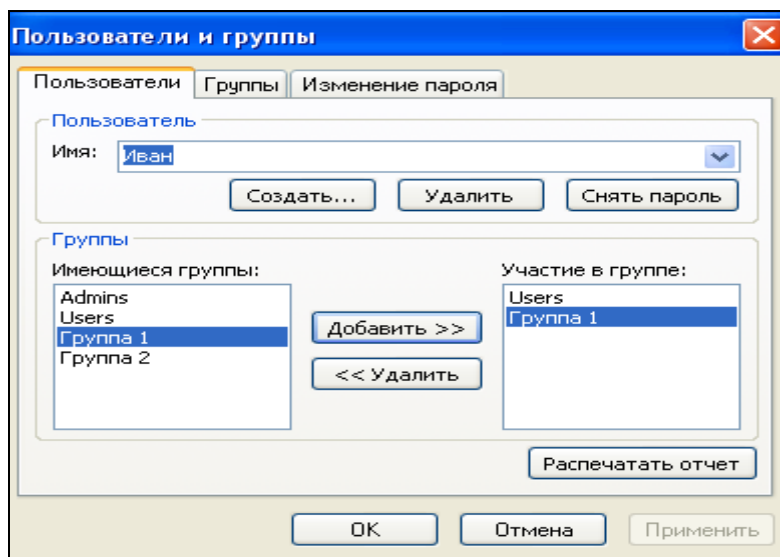 Пользователи и группы
Пользователи Группы Изменение пароля
Пользователь
Имя: Иван
Создать... Удалить Снять пароль
Группы
Имеющиеся группы:
Admins
Users
Группа 1
Группа 2
Добавить >>
<< Удалить
Участие в группе:
Users
Группа 1
Распечатать отчет
OK Отмена Применить